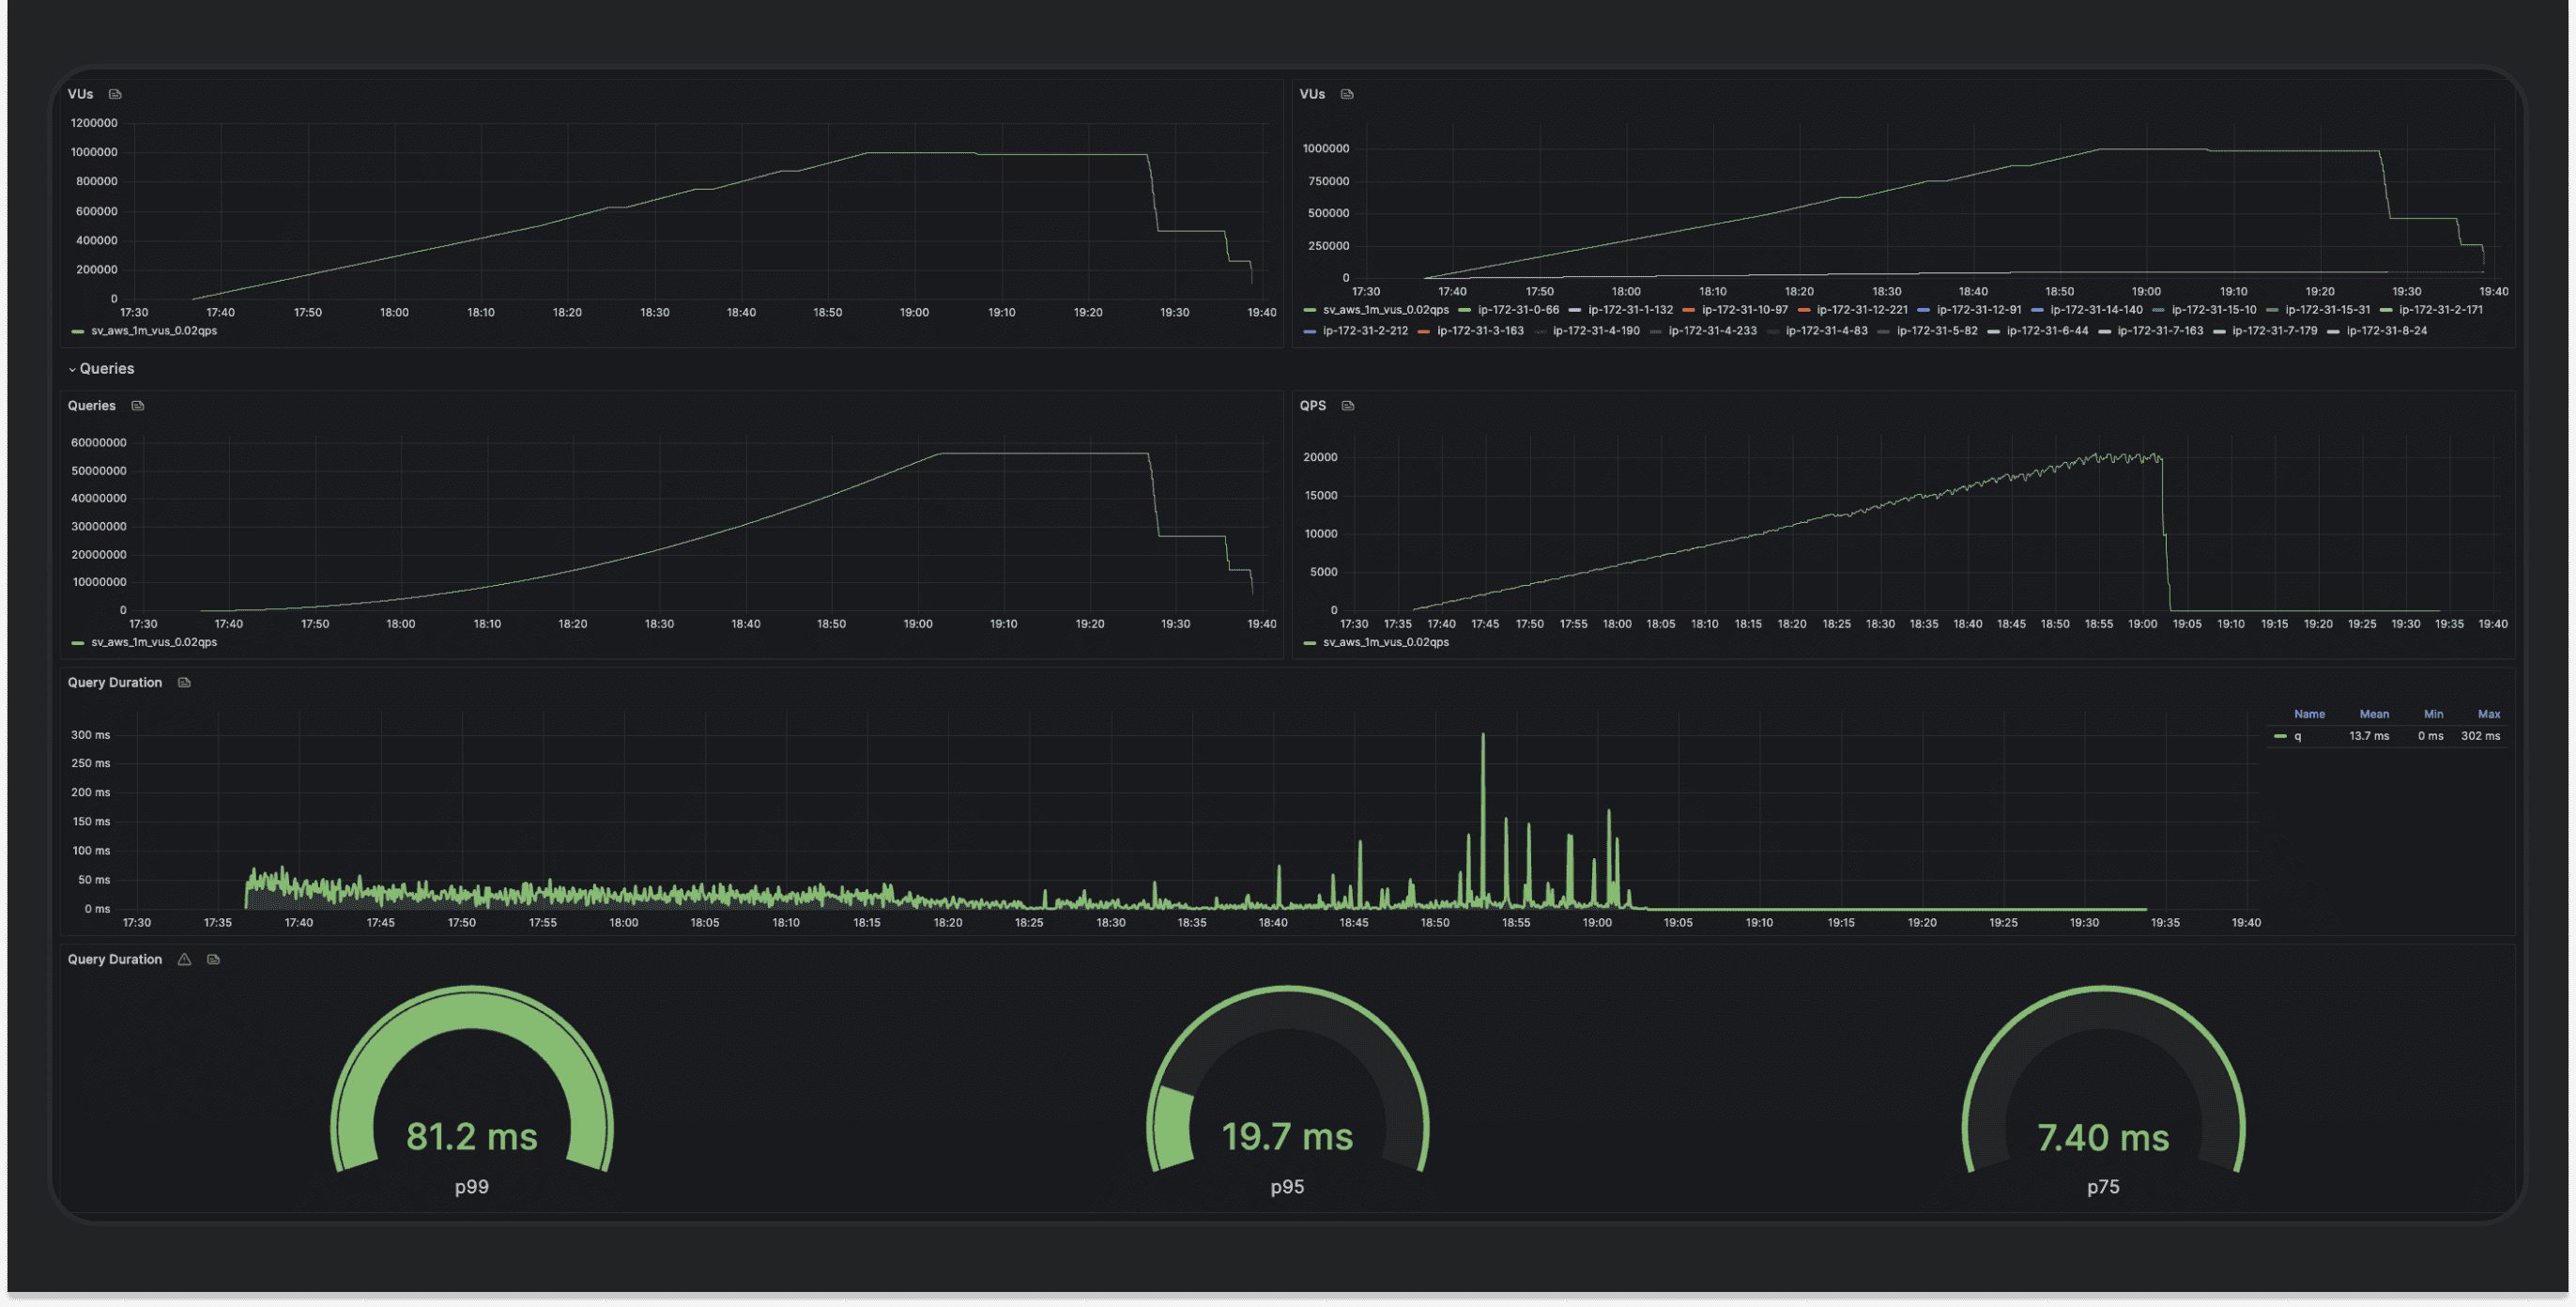 VUs
1200000
1000000
800000
600000
400000
200000
0
17:30 17:40 17:50 18:00 18:10 18:20 18:30 18:40 18:50 19:00 19:10 19:20 19:30 19:40
sv_aws_1m_vus_0.02qps
VUs
1000000
750000
500000
250000
0
17:30 17:40 17:50 18:00 18:10 18:20 18:30 18:40 18:50 19:00 19:10 19:20 19:30 19:40
sv_aws_1m_vus_0.02qps ip-172-31-0-66 ip-172-31-1-132 ip-172-31-10-97 ip-172-31-12-221 ip-172-31-12-91 ip-172-31-14-140 ip-172-31-15-10 ip-172-31-15-31 ip-172-31-2-171
ip-172-31-2-212 ip-172-31-3-163 ip-172-31-4-190 ip-172-31-4-233 ip-172-31-4-83 ip-172-31-5-82 ip-172-31-6-44 ip-172-31-7-163 ip-172-31-7-179 ip-172-31-8-24
Queries
Queries
60000000
50000000
40000000
30000000
20000000
10000000
0
17:30 17:40 17:50 18:00 18:10 18:20 18:30 18:40 18:50 19:00 19:10 19:20 19:30 19:40
sv_aws_1m_vus_0.02qps
QPS
20000
15000
10000
5000
0
17:30 17:35 17:40 17:45 17:50 17:55 18:00 18:05 18:10 18:15 18:20 18:25 18:30 18:35 18:40 18:45 18:50 18:55 19:00 19:05 19:10 19:15 19:20 19:25 19:30 19:35 19:40
sv_aws_1m_vus_0.02qps
Query Duration
300 ms
250 ms
200 ms
150 ms
100 ms
50 ms
0 ms
17:30 17:35 17:40 17:45 17:50 17:55 18:00 18:05 18:10 18:15 18:20 18:25 18:30 18:35 18:40 18:45 18:50 18:55 19:00 19:05 19:10 19:15 19:20 19:25 19:30 19:35 19:40
Name Mean Min Max
q 13.7 ms 0 ms 302 ms
Query Duration
81.2 ms
p99
19.7 ms
p95
7.40 ms
p75